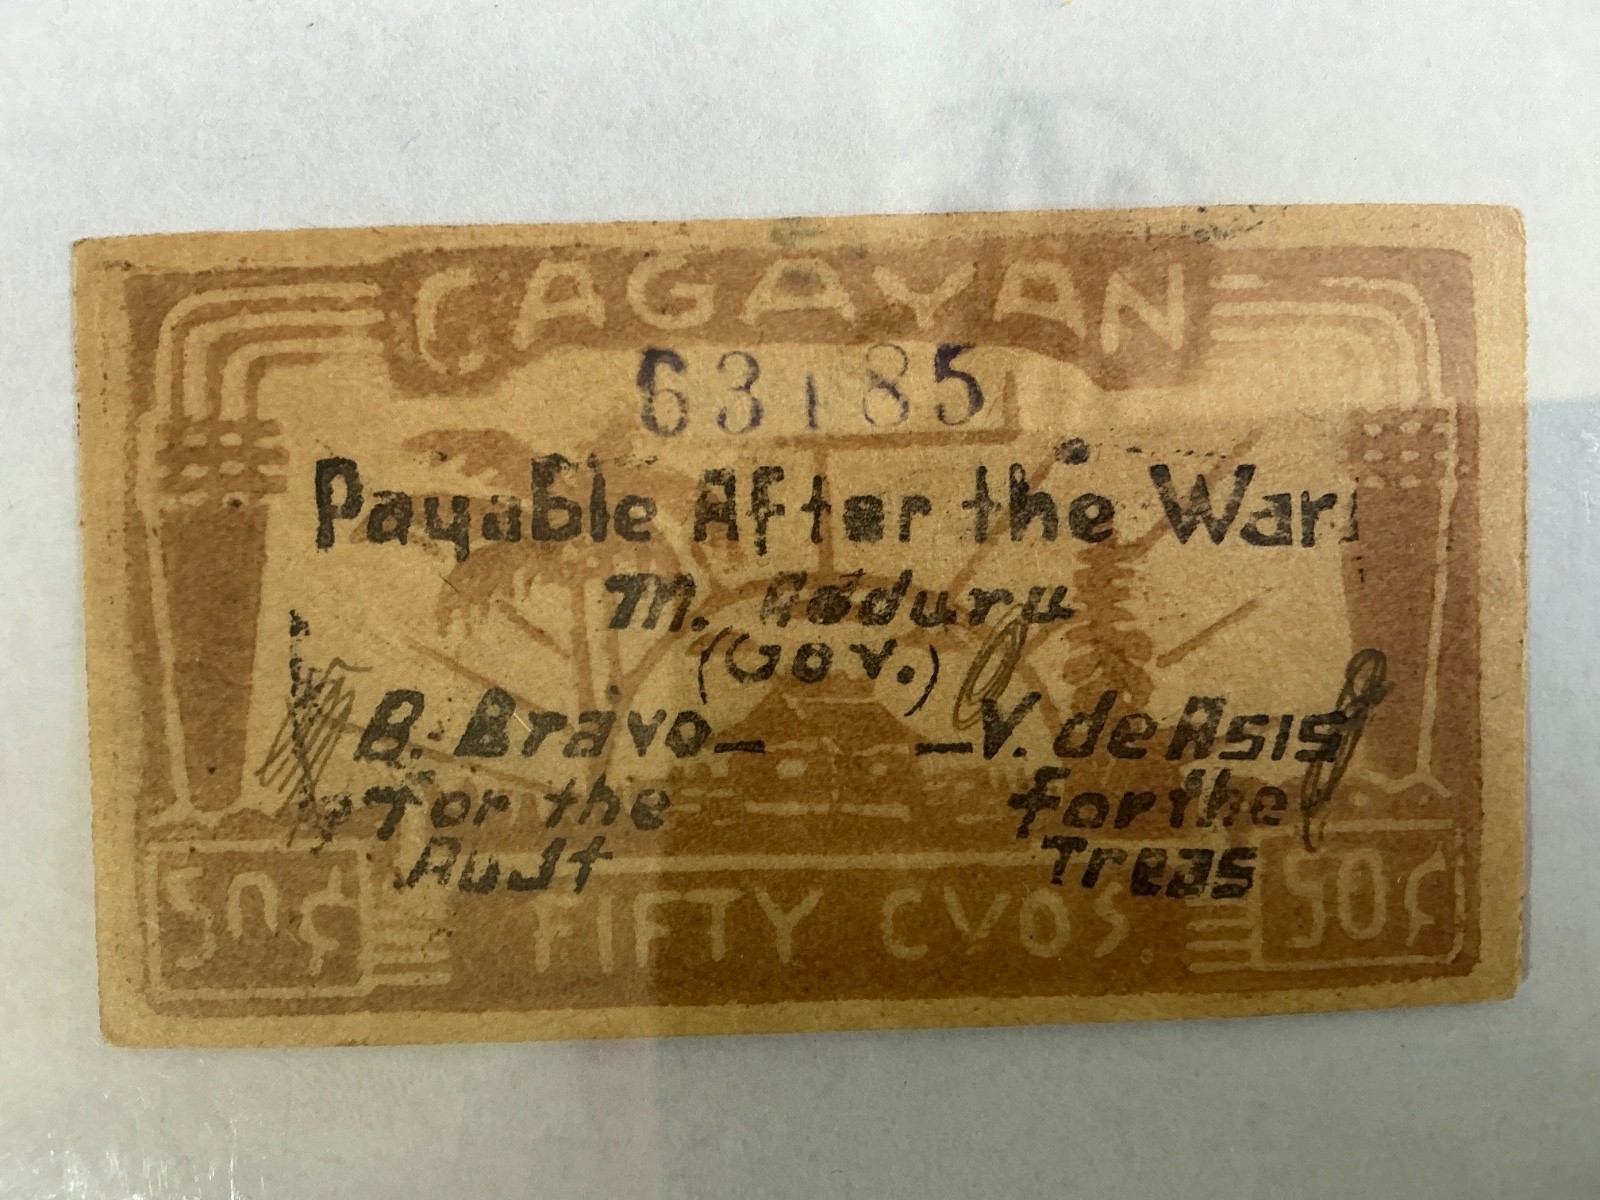 CAGAYAN
63185
Payable After the War
M. Adduru
(Gov.)
B. Bravo — — V. de Asis
for the for the
Audit Treas
50¢ FIFTY CVOS. 50¢